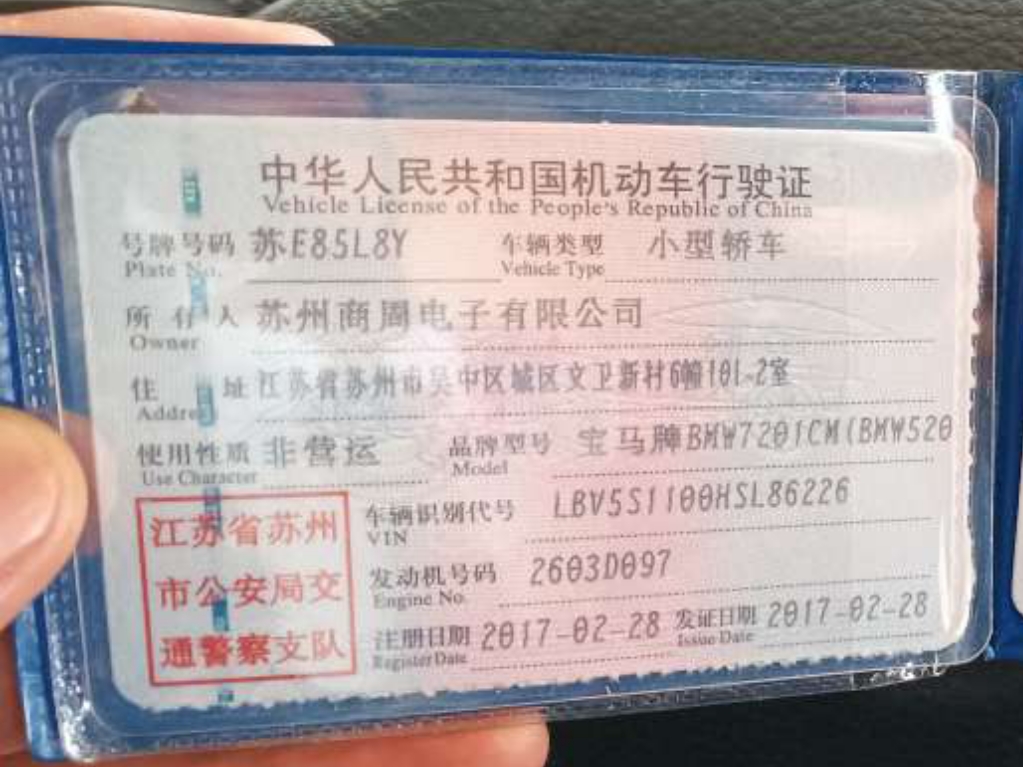 中华人民共和国机动车行驶证
Vehicle License of the People's Republic of China
号牌号码 苏E85L8Y 车辆类型 小型轿车
Plate No. Vehicle Type
所有人 苏州商周电子有限公司
Owner
住址 江苏省苏州市吴中区城区文卫新村6幢101-2室
Address
使用性质 非营运 品牌型号 宝马牌BMW7201CM(BMW520
Use Character Model
车辆识别代号 LBV5S1100HSL86226
VIN
发动机号码 2603D097
Engine No.
注册日期 2017-02-28 发证日期 2017-02-28
Register Date Issue Date
江苏省苏州
市公安局交
通警察支队